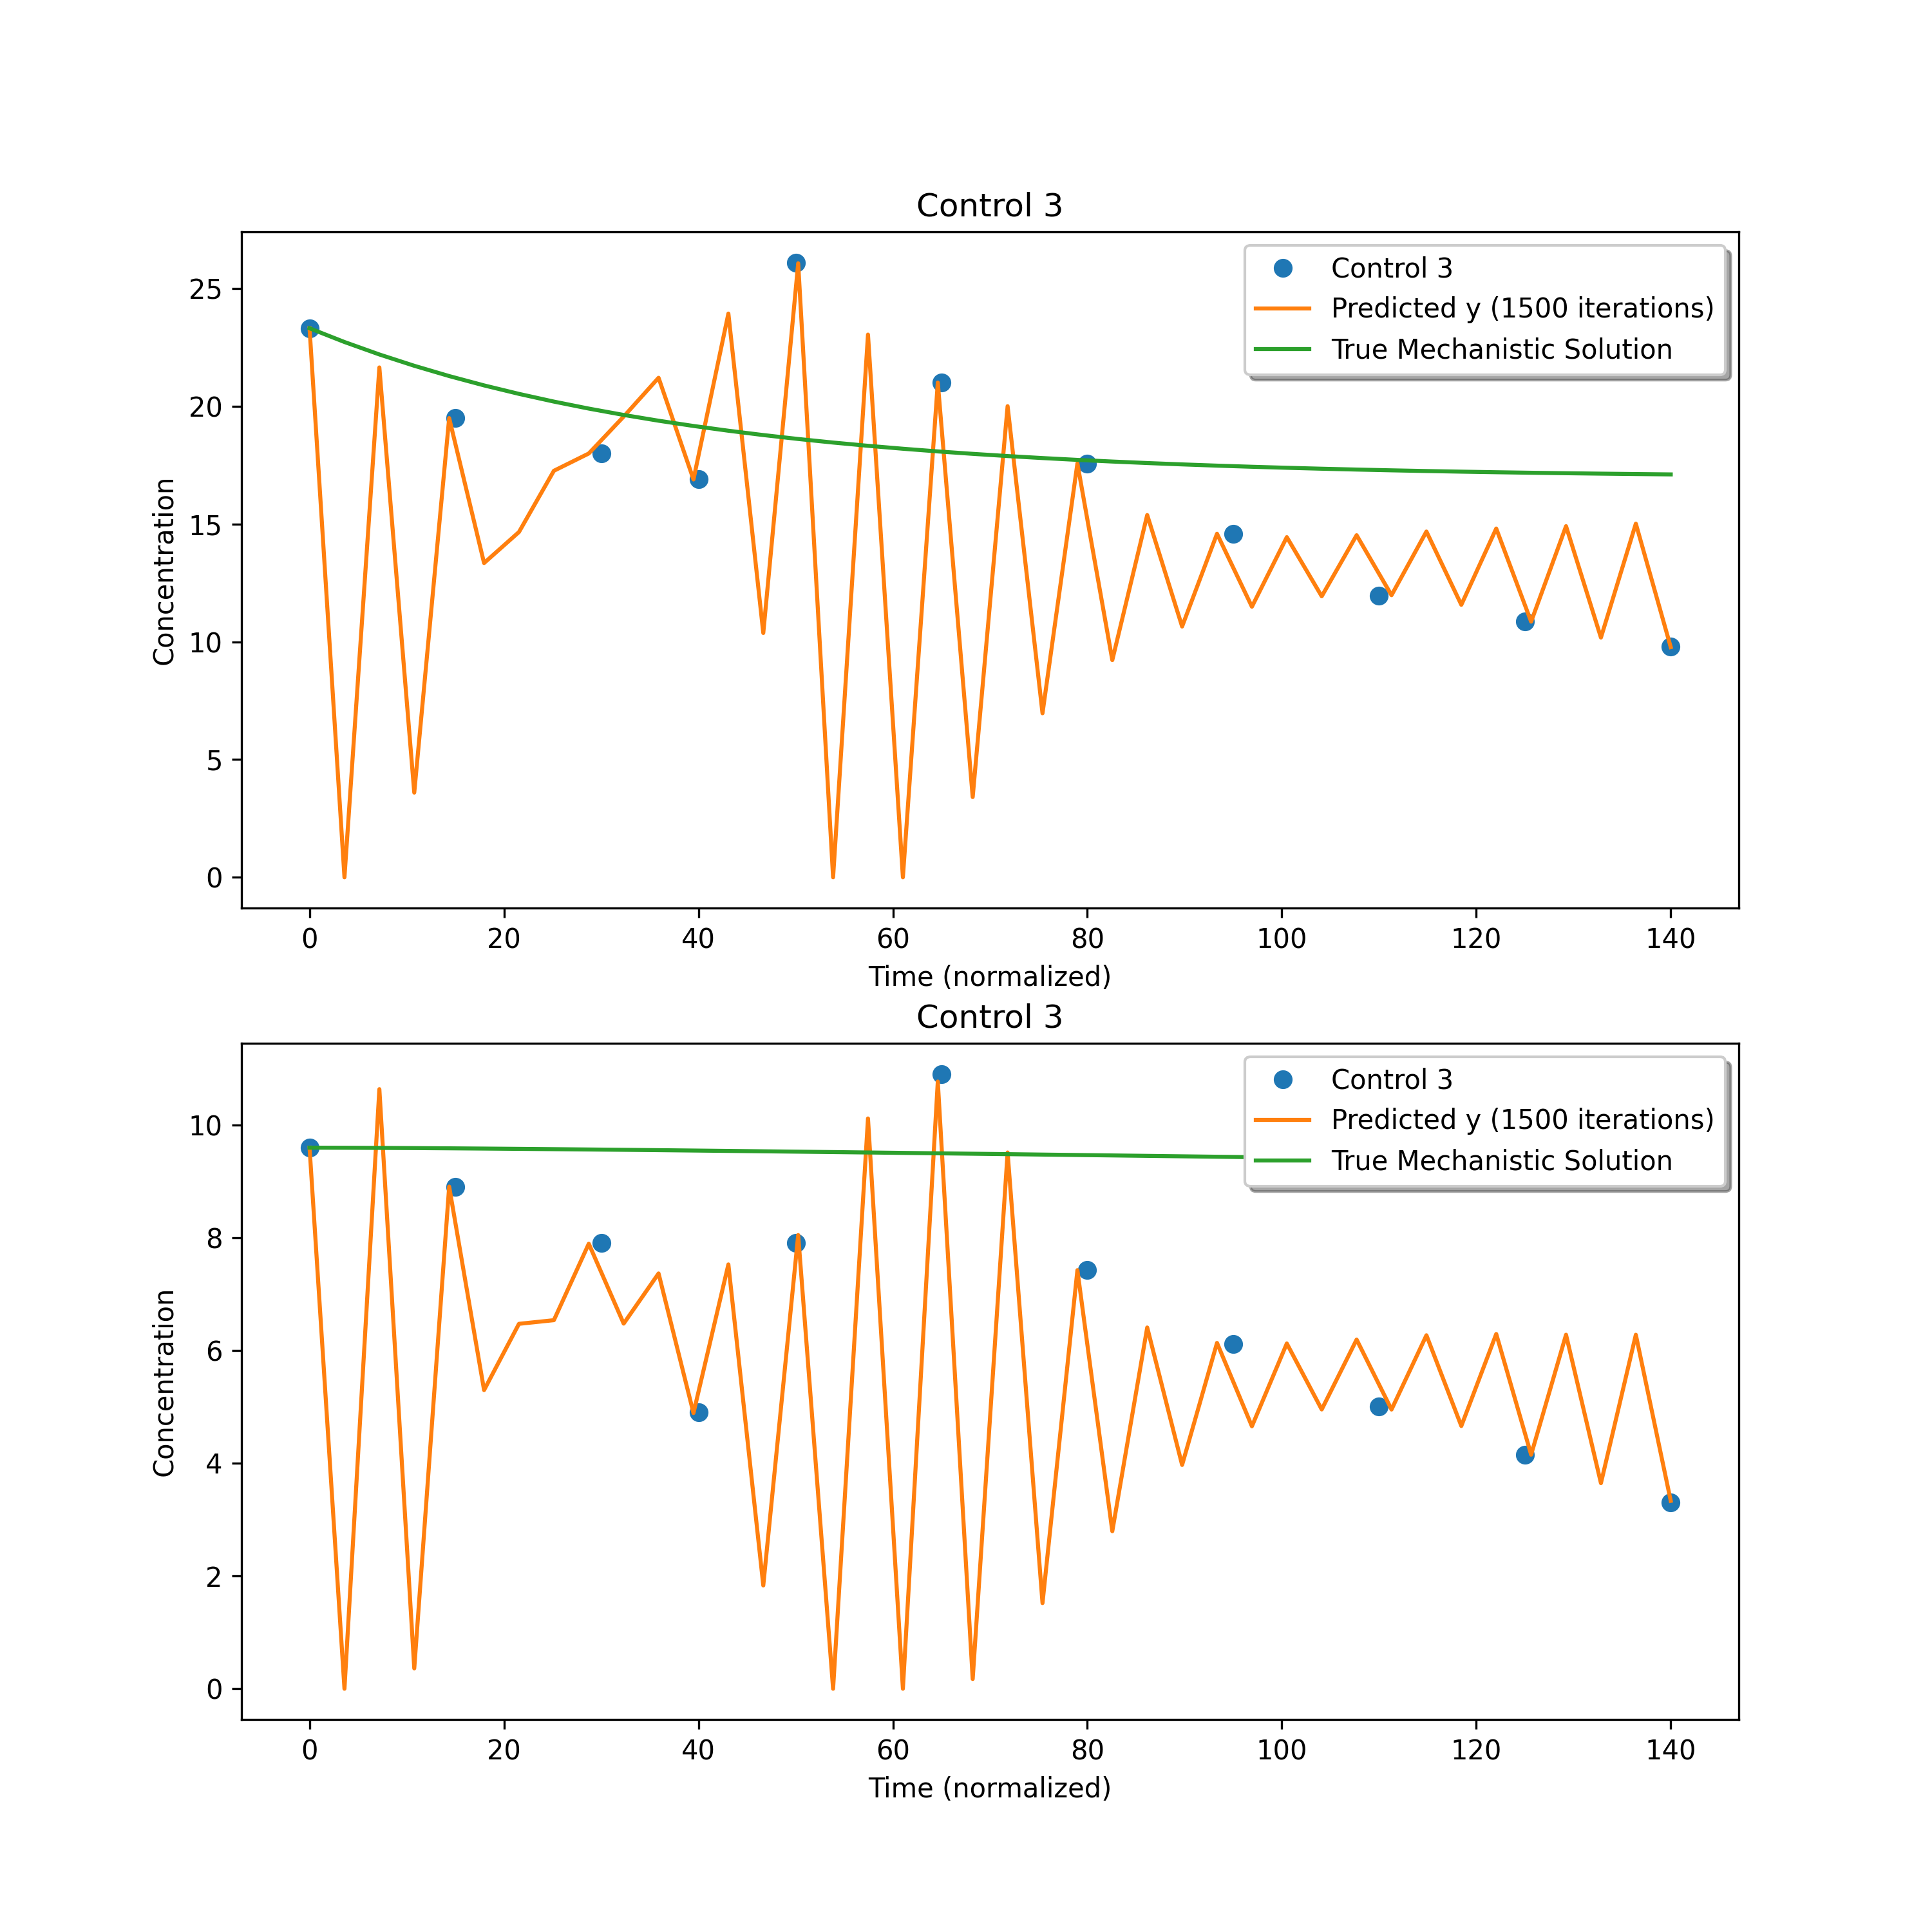 Control 3
25
20
15
10
5
0
Concentration
Control 3
Predicted y (1500 iterations)
True Mechanistic Solution
0 20 40 60 80 100 120 140
Time (normalized)
Control 3
10
8
6
4
2
0
Concentration
Control 3
Predicted y (1500 iterations)
True Mechanistic Solution
0 20 40 60 80 100 120 140
Time (normalized)